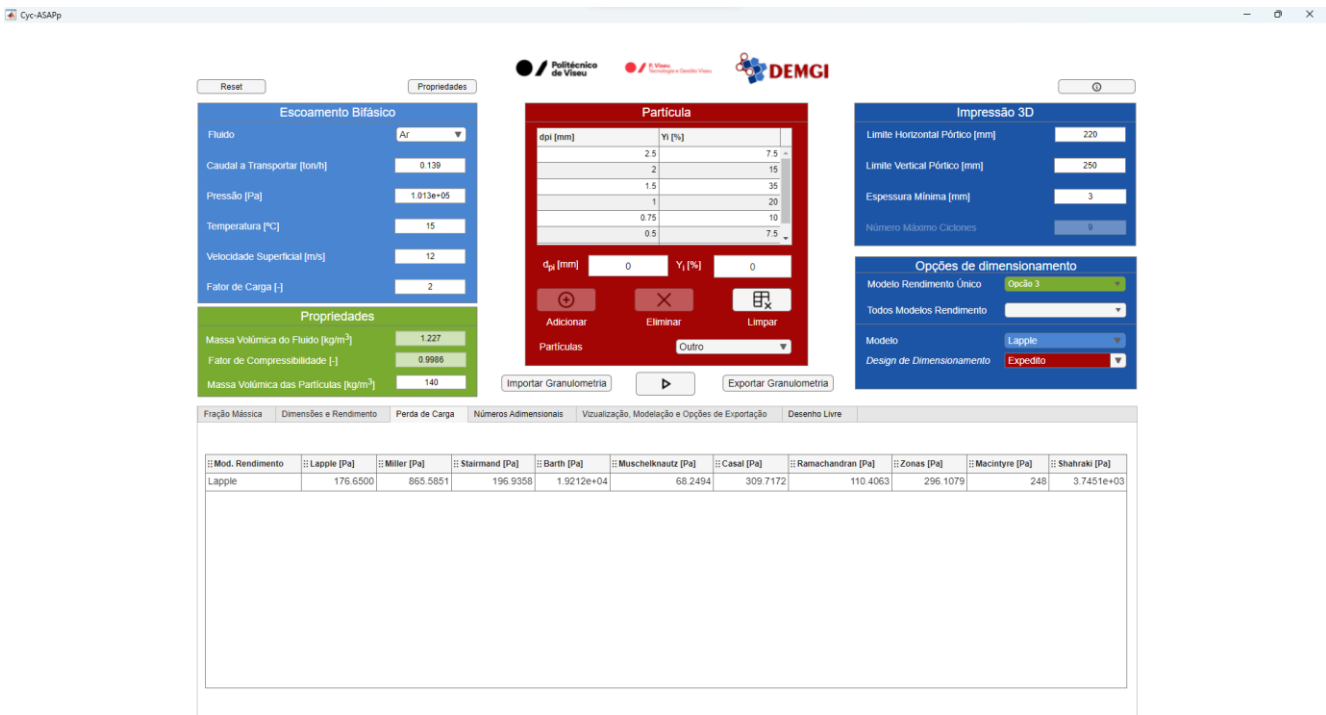 Cyc-ASAPp
Politécnico
de Viseu
P. Viseu
Tecnologia e Gestão Viseu
DEMGI
Reset
Propriedades
Escoamento Bifásico
Fluido
Ar
Caudal a Transportar [ton/h]
0.139
Pressão [Pa]
1.013e+05
Temperatura [ºC]
15
Velocidade Superficial [m/s]
12
Fator de Carga [-]
2
Propriedades
Massa Volúmica do Fluido [kg/m³]
1.227
Fator de Compressibilidade [-]
0.9986
Massa Volúmica das Partículas [kg/m³]
140
Partícula
dpi [mm] Yi [%]
2.5 7.5
2 15
1.5 35
1 20
0.75 10
0.5 7.5
dpi [mm] 0 Yi [%] 0
Adicionar Eliminar Limpar
Partículas Outro
Importar Granulometria Exportar Granulometria
Impressão 3D
Limite Horizontal Pórtico [mm] 220
Limite Vertical Pórtico [mm] 250
Espessura Mínima [mm] 3
Número Máximo Ciclones 9
Opções de dimensionamento
Modelo Rendimento Único Opcão 3
Todos Modelos Rendimento
Modelo Lapple
Design de Dimensionamento Expedito
Fração Mássica Dimensões e Rendimento Perda de Carga Números Adimensionais Vizualização, Modelação e Opções de Exportação Desenho Livre
Mod. Rendimento Lapple [Pa] Miller [Pa] Stairmand [Pa] Barth [Pa] Muschelknautz [Pa] Casal [Pa] Ramachandran [Pa] Zonas [Pa] Macintyre [Pa] Shahraki [Pa]
Lapple 176.6500 865.5851 196.9358 1.9212e+04 68.2494 309.7172 110.4063 296.1079 248 3.7451e+03